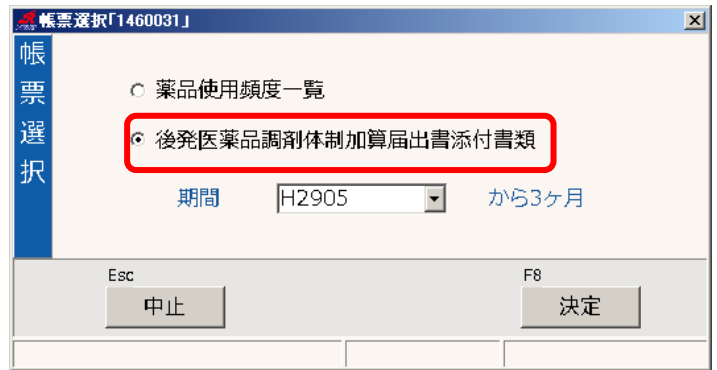 帳票選択「1460031」
帳票選択
薬品使用頻度一覧
後発医薬品調剤体制加算届出書添付書類
期間 H2905 から3ケ月
Esc F8
中止 決定